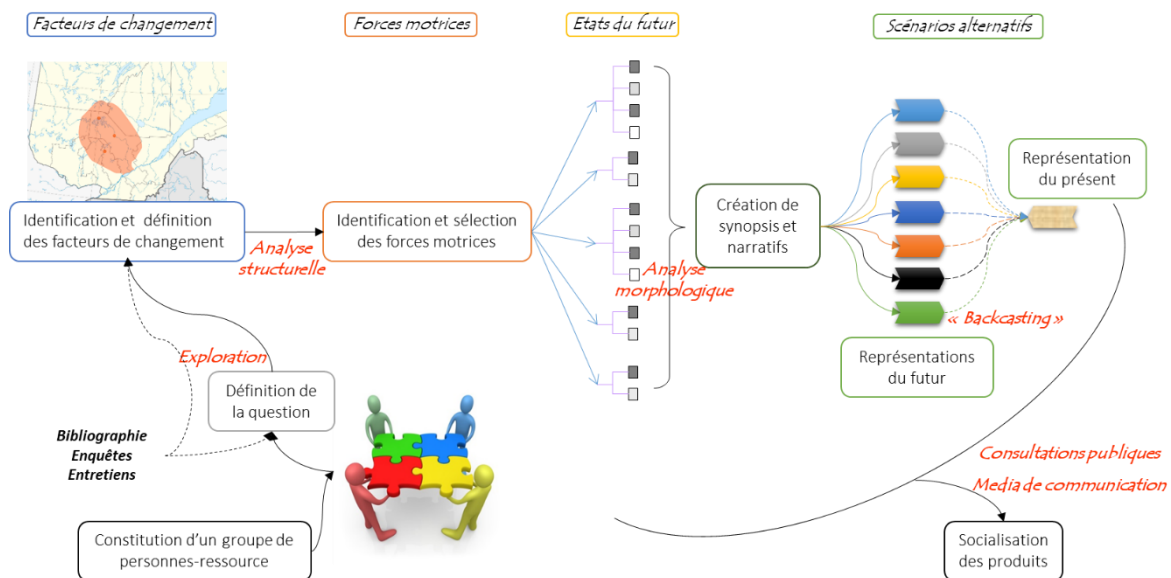 Facteurs de changement
Forces motrices
Etats du futur
Scénarios alternatifs
Identification et définition
des facteurs de changement
Analyse
structurelle
Identification et sélection
des forces motrices
Analyse
morphologique
Création de
synopsis et
narratifs
Représentation
du présent
« Backcasting »
Représentations
du futur
Exploration
Définition de
la question
Bibliographie
Enquêtes
Entretiens
Constitution d'un groupe de
personnes-ressource
Consultations publiques
Media de communication
Socialisation
des produits